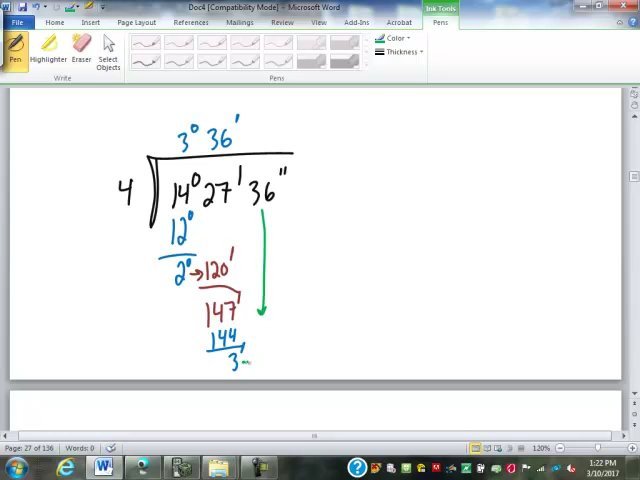 Doc4 [Compatibility Mode] - Microsoft Word
Ink Tools
File Home Insert Page Layout References Mailings Review View Add-Ins Acrobat Pens
Pen Highlighter Eraser Select Objects
Color
Thickness
Write Pens
3° 36'
4 14° 27' 36"
12°
2° → 120'
147'
144
3'
Page: 27 of 136 Words: 0 120%
1:22 PM
3/10/2017